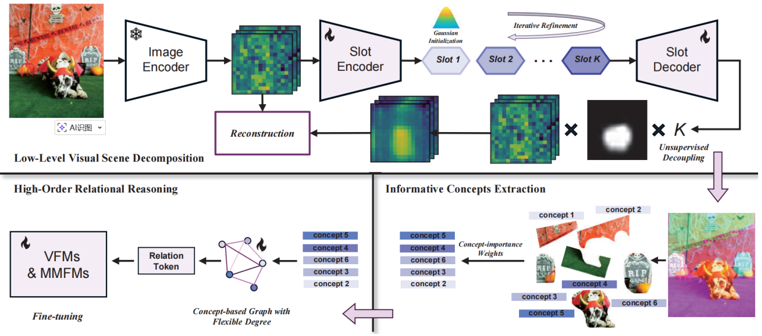 Gaussian
Initialization
Iterative Refinement
Image
Encoder
Slot
Encoder
Slot 1
Slot 2
...
Slot K
Slot
Decoder
AI识图
Reconstruction
K
Unsupervised
Decoupling
Low-Level Visual Scene Decomposition
High-Order Relational Reasoning
VFMs
& MMFMs
Fine-tuning
Relation
Token
Concept-based Graph with
Flexible Degree
concept 5
concept 4
concept 6
concept 3
concept 2
Informative Concepts Extraction
concept 5
concept 4
concept 6
concept 3
concept 2
Concept-importance
Weights
concept 1
concept 2
RIP
concept 4
concept 3
concept 6
concept 5